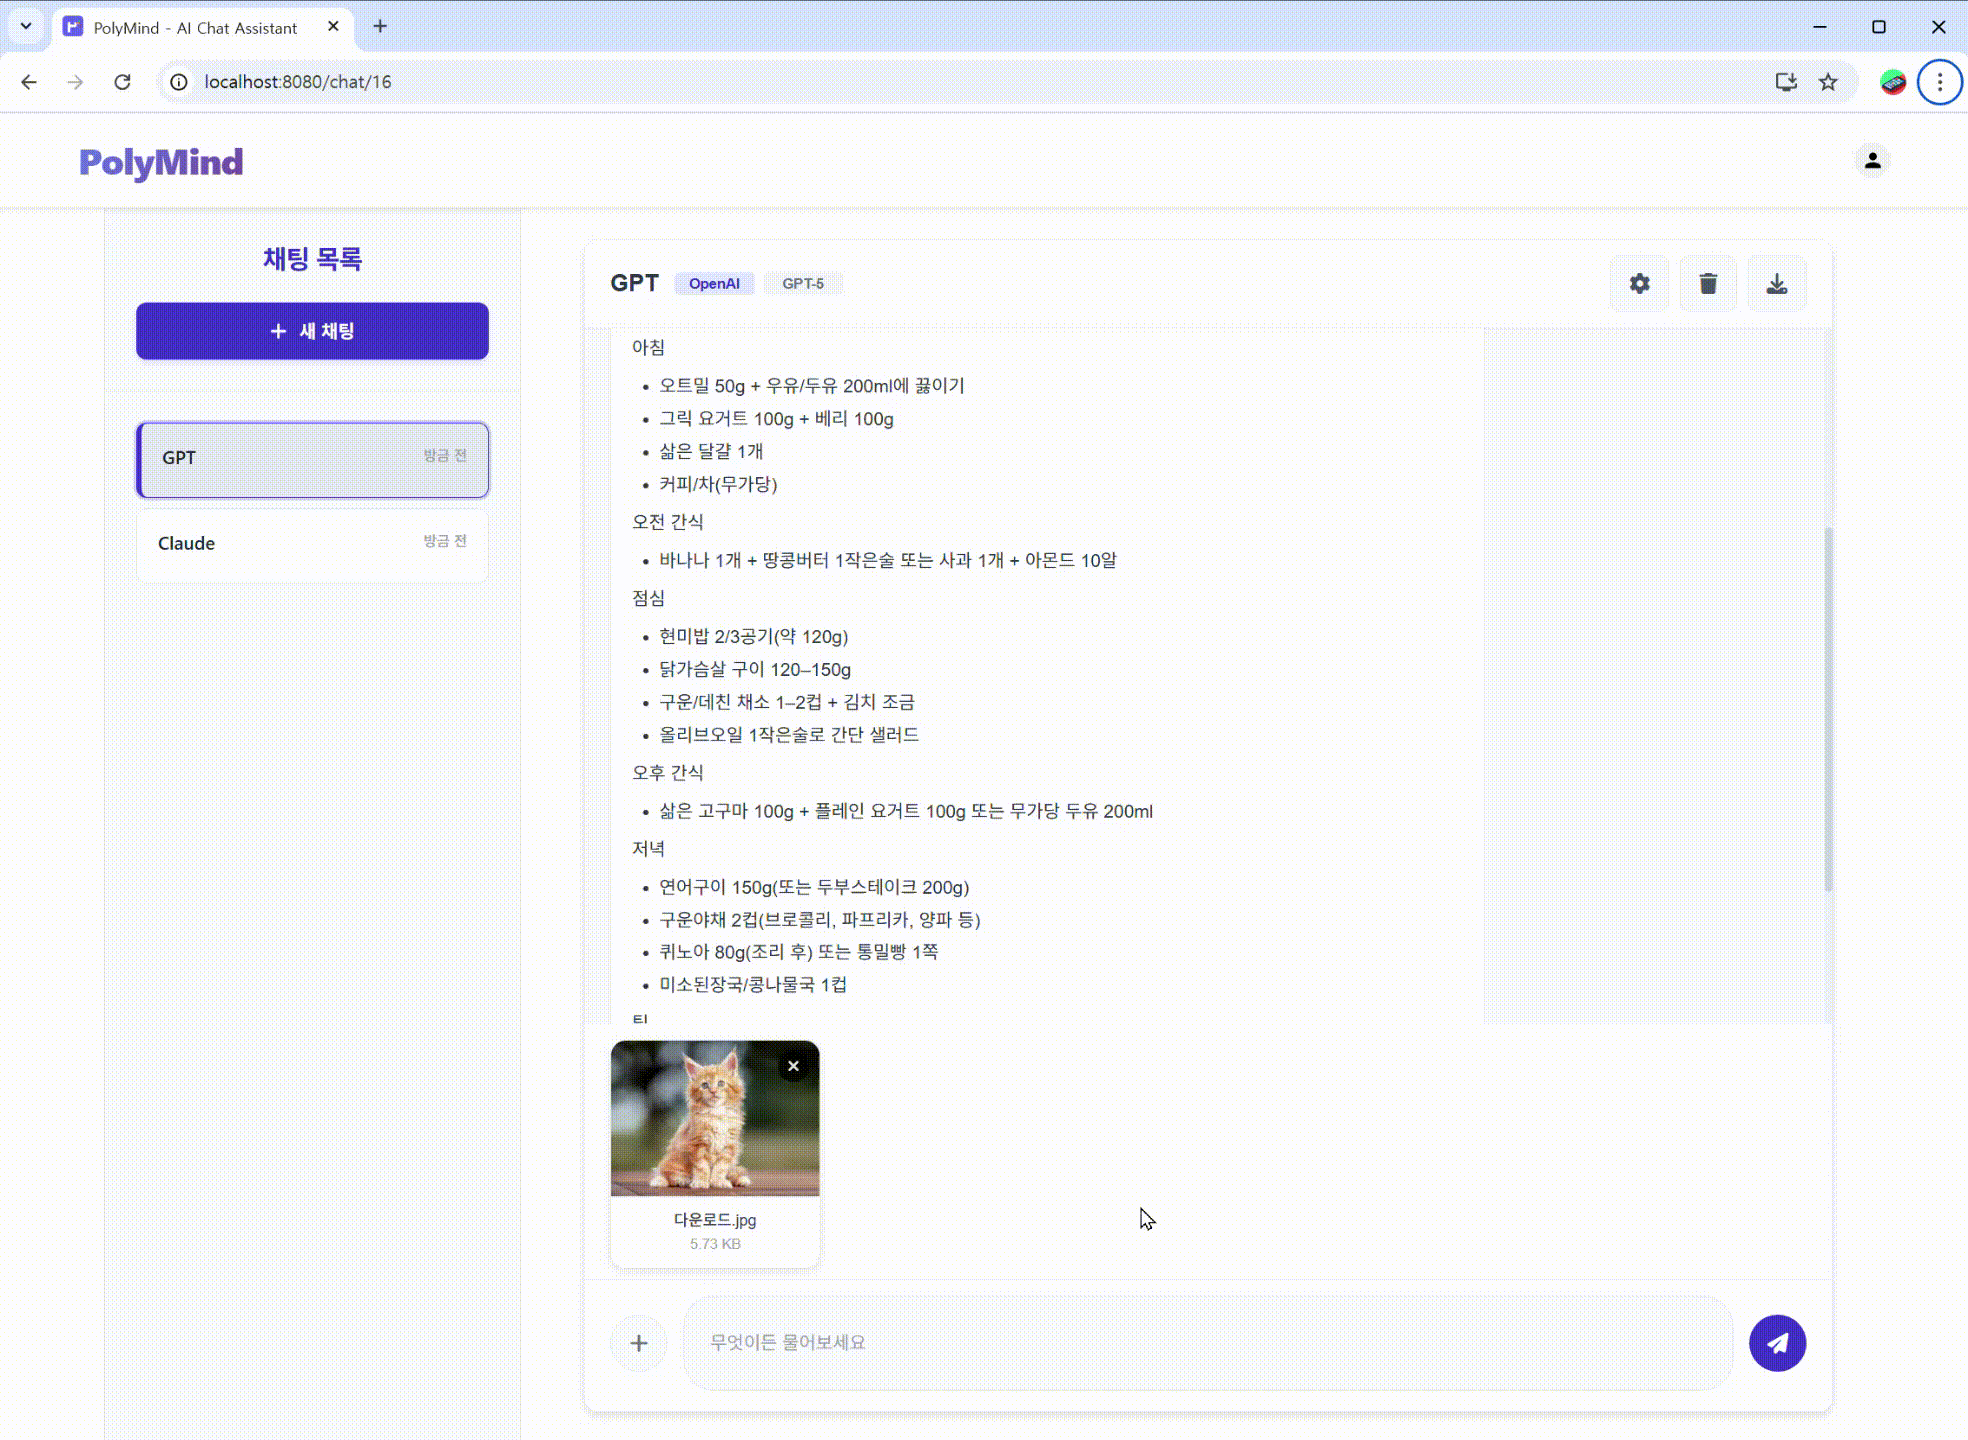 PolyMind - AI Chat Assistant
localhost:8080/chat/16
PolyMind
채팅 목록
+ 새 채팅
GPT
방금 전
Claude
방금 전
GPT OpenAI GPT-5
아침
• 오트밀 50g + 우유/두유 200ml에 끓이기
• 그릭 요거트 100g + 베리 100g
• 삶은 달걀 1개
• 커피/차(무가당)
오전 간식
• 바나나 1개 + 땅콩버터 1작은술 또는 사과 1개 + 아몬드 10알
점심
• 현미밥 2/3공기(약 120g)
• 닭가슴살 구이 120–150g
• 구운/데친 채소 1–2컵 + 김치 조금
• 올리브오일 1작은술로 간단 샐러드
오후 간식
• 삶은 고구마 100g + 플레인 요거트 100g 또는 무가당 두유 200ml
저녁
• 연어구이 150g(또는 두부스테이크 200g)
• 구운야채 2컵(브로콜리, 파프리카, 양파 등)
• 퀴노아 80g(조리 후) 또는 통밀빵 1쪽
• 미소된장국/콩나물국 1컵
다운로드.jpg
5.73 KB
무엇이든 물어보세요